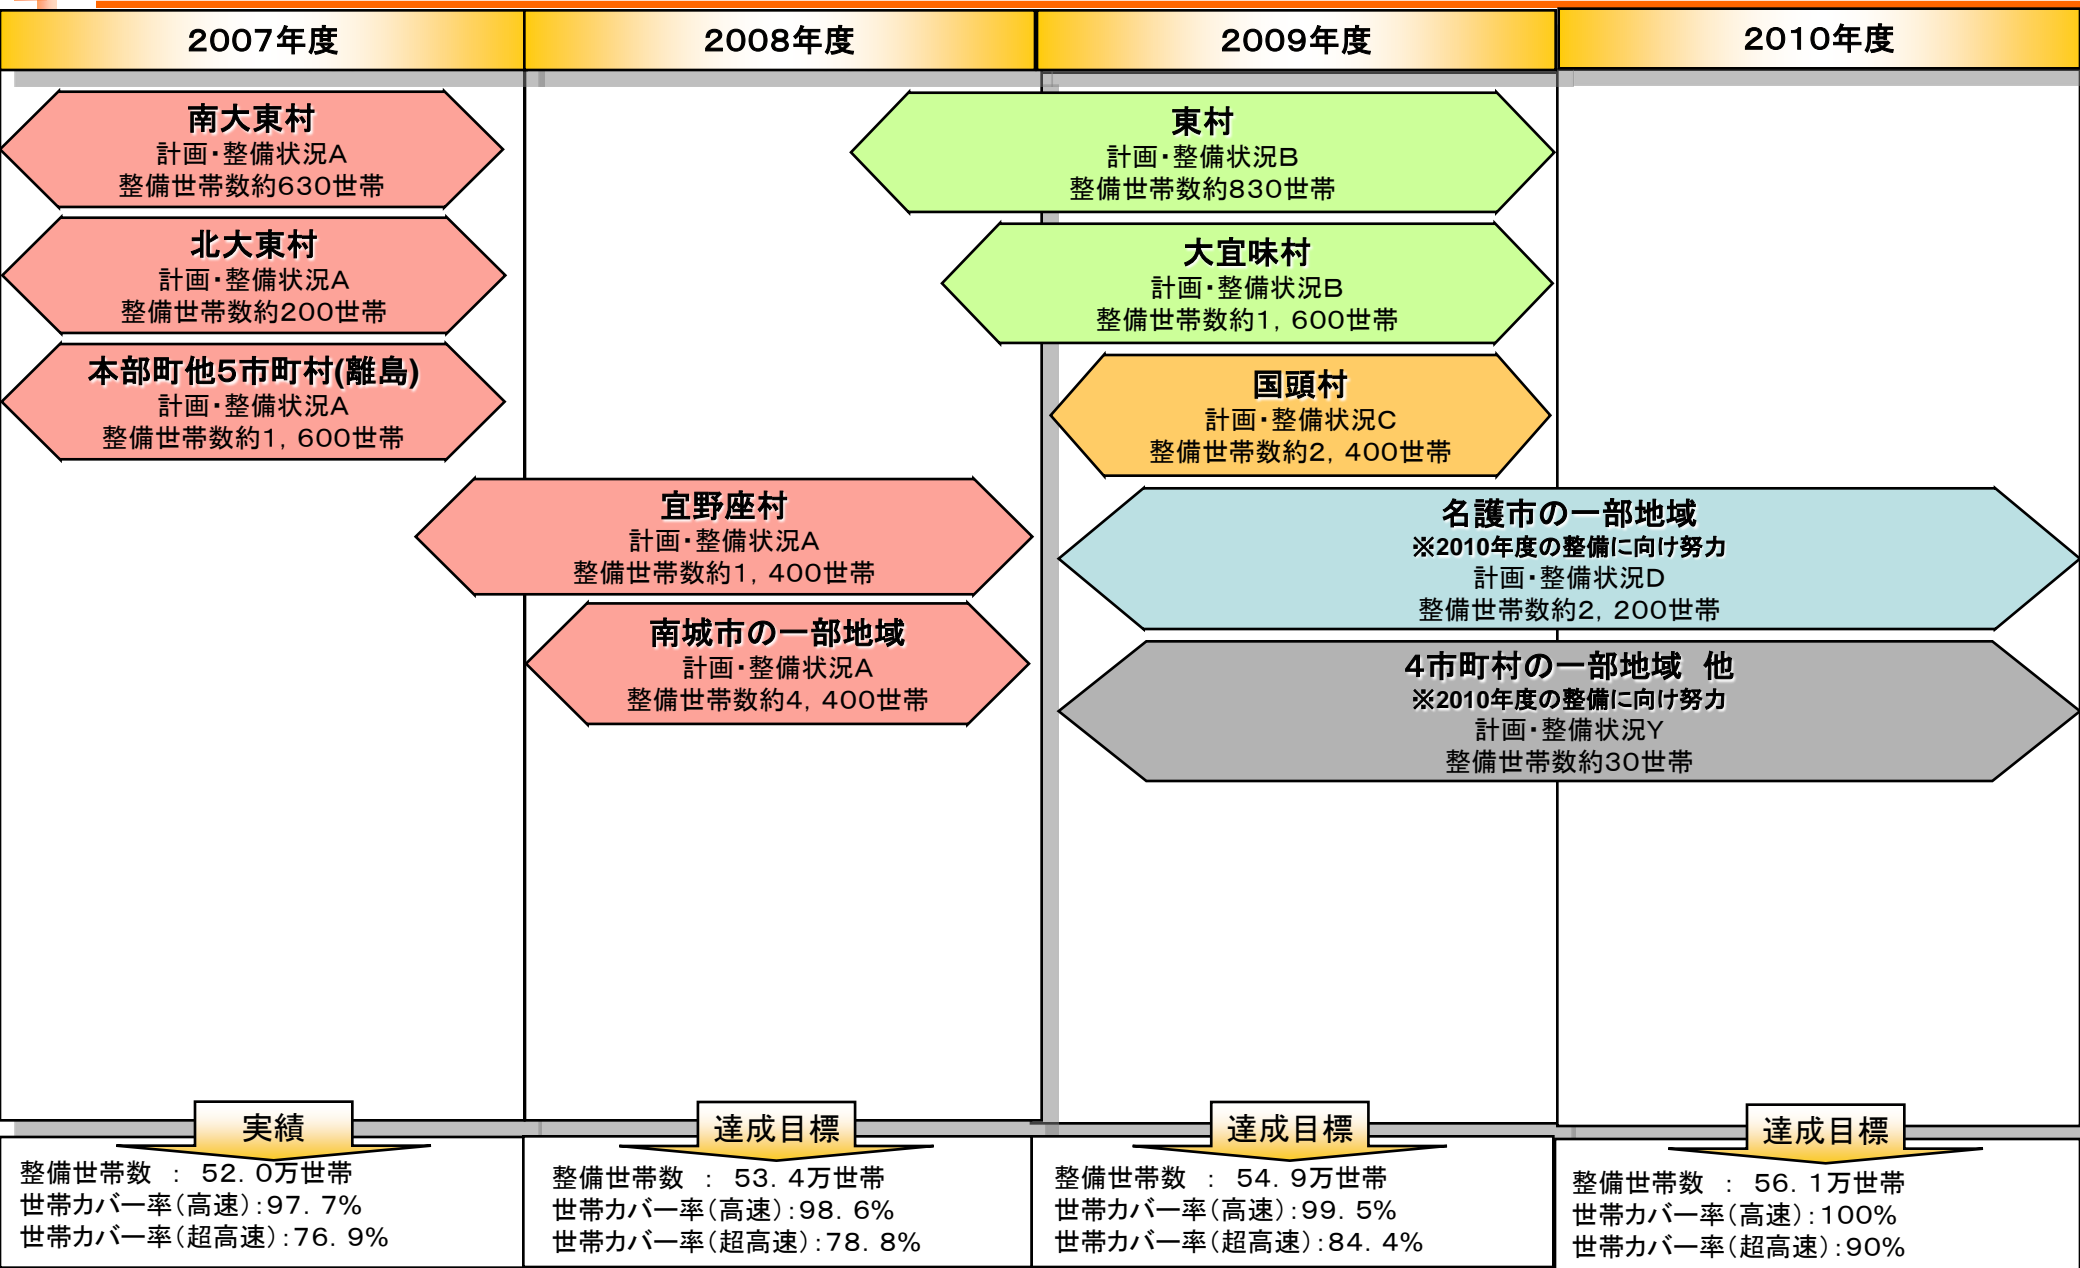 2007年度
2008年度
2009年度
2010年度
南大東村
計画・整備状況A
整備世帯数約630世帯
北大東村
計画・整備状況A
整備世帯数約200世帯
本部町他5市町村(離島)
計画・整備状況A
整備世帯数約1，600世帯
宜野座村
計画・整備状況A
整備世帯数約1，400世帯
南城市の一部地域
計画・整備状況A
整備世帯数約4，400世帯
東村
計画・整備状況B
整備世帯数約830世帯
大宜味村
計画・整備状況B
整備世帯数約1，600世帯
国頭村
計画・整備状況C
整備世帯数約2，400世帯
名護市の一部地域
※2010年度の整備に向け努力
計画・整備状況D
整備世帯数約2，200世帯
4市町村の一部地域　他
※2010年度の整備に向け努力
計画・整備状況Y
整備世帯数約30世帯
実績
整備世帯数　：　52．0万世帯
世帯カバー率（高速）：97．7%
世帯カバー率（超高速）：76．9%
達成目標
整備世帯数　：　53．4万世帯
世帯カバー率（高速）：98．6%
世帯カバー率（超高速）：78．8%
達成目標
整備世帯数　：　54．9万世帯
世帯カバー率（高速）：99．5%
世帯カバー率（超高速）：84．4%
達成目標
整備世帯数　：　56．1万世帯
世帯カバー率（高速）：100%
世帯カバー率（超高速）：90%